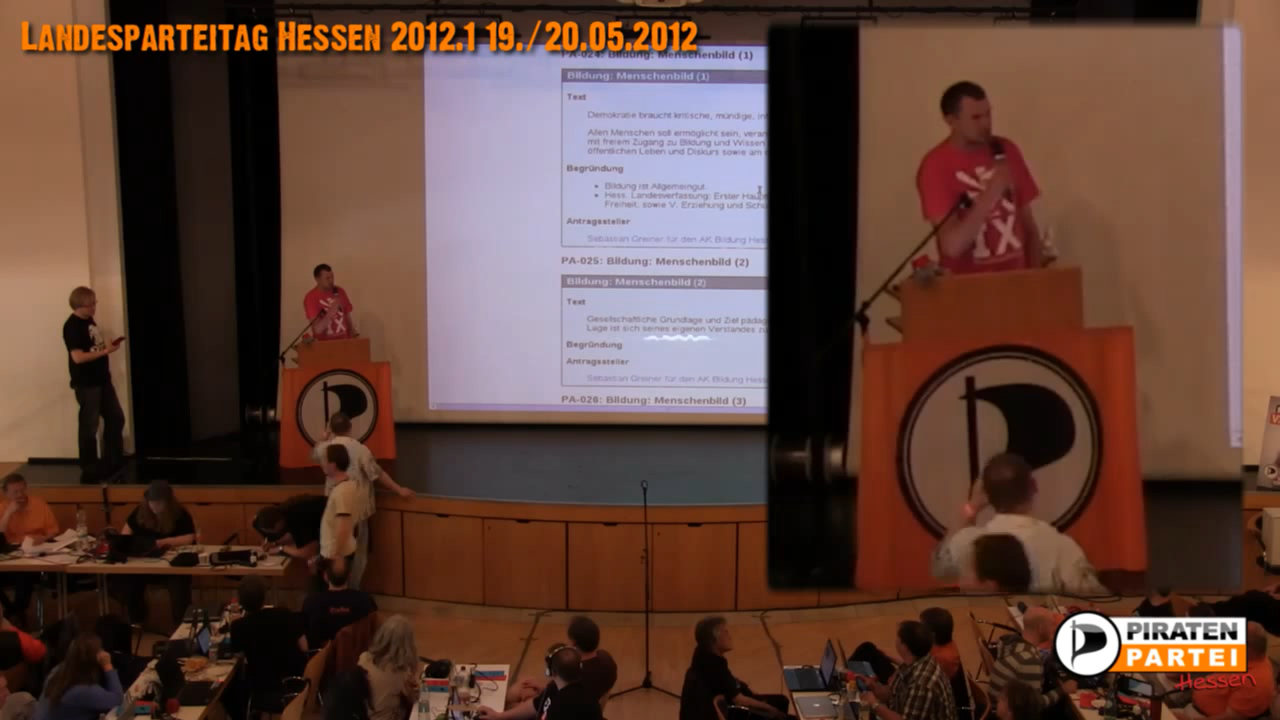 LANDESPARTEITAG HESSEN 2012.1 19./20.05.2012
PA-024: Bildung: Menschenbild (1)
Bildung: Menschenbild (1)
Text
Demokratie braucht kritische, mündige,
Allen Menschen soll ermöglicht sein,
mit freiem Zugang zu Bildung und Wissen
öffentlichen Leben und Diskurs sowie am
Begründung
Bildung ist Allgemeingut.
Hess. Landesverfassung: Erster
Freiheit, sowie V. Erziehung und
Antragssteller
Sebastian Greiner für den AK Bildung
PA-025: Bildung: Menschenbild (2)
Bildung: Menschenbild (2)
Text
Gesellschaftliche Grundlage und Ziel
Lage ist sich seines eigenen Verstandes zu
Begründung
Antragssteller
Sebastian Greiner für den AK Bildung
PA-026: Bildung: Menschenbild (3)
PIRATEN
PARTEI
Hessen